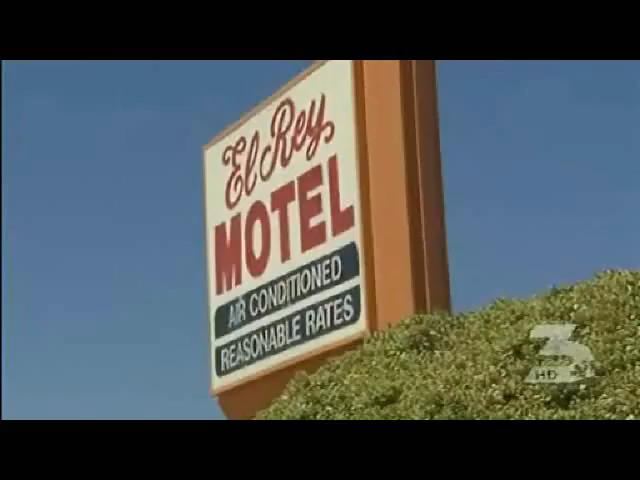 El Rey
MOTEL
AIR CONDITIONED
REASONABLE RATES
3
HD